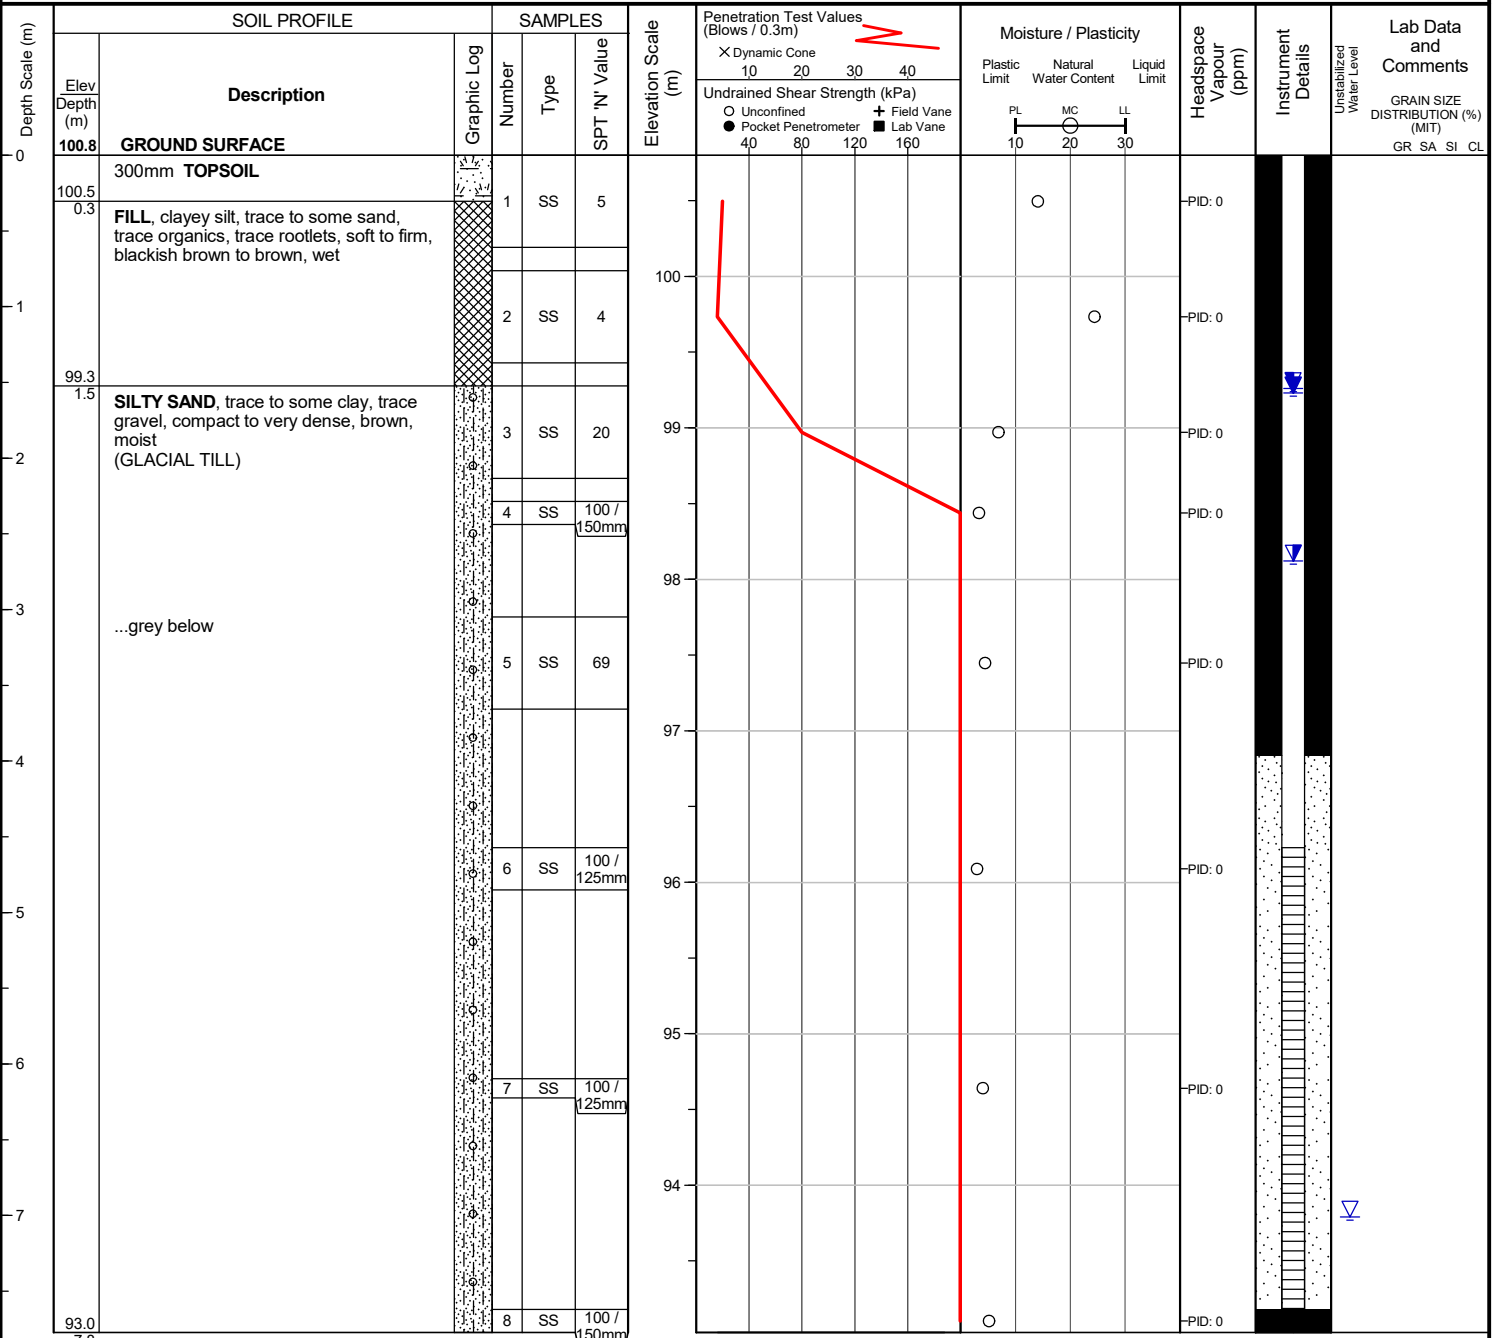 SOIL PROFILE
SAMPLES
Depth Scale (m)
Elev
Depth
(m)
Description
Graphic Log
Number
Type
SPT 'N' Value
Elevation Scale
(m)
Penetration Test Values
(Blows / 0.3m)
Dynamic Cone
10 20 30 40
Undrained Shear Strength (kPa)
Unconfined
Field Vane
Pocket Penetrometer
Lab Vane
40 80 120 160
Moisture / Plasticity
Plastic
Limit
Natural
Water Content
Liquid
Limit
PL MC LL
10 20 30
Headspace
Vapour
(ppm)
Instrument
Details
Unstabilized
Water Level
Lab Data
and
Comments
GRAIN SIZE
DISTRIBUTION (%)
(MIT)
GR SA SI CL
100.8 GROUND SURFACE
0
300mm TOPSOIL
100.5
0.3
FILL, clayey silt, trace to some sand,
trace organics, trace rootlets, soft to firm,
blackish brown to brown, wet
1 SS 5
PID: 0
100
1
2 SS 4
PID: 0
99.3
1.5
SILTY SAND, trace to some clay, trace
gravel, compact to very dense, brown,
moist
(GLACIAL TILL)
3 SS 20
99
PID: 0
2
4 SS 100 /
150mm
PID: 0
98
3
...grey below
5 SS 69
PID: 0
97
4
6 SS 100 /
125mm
PID: 0
96
5
95
6
7 SS 100 /
125mm
PID: 0
94
7
93.0
7.8
8 SS 100 /
150mm
PID: 0